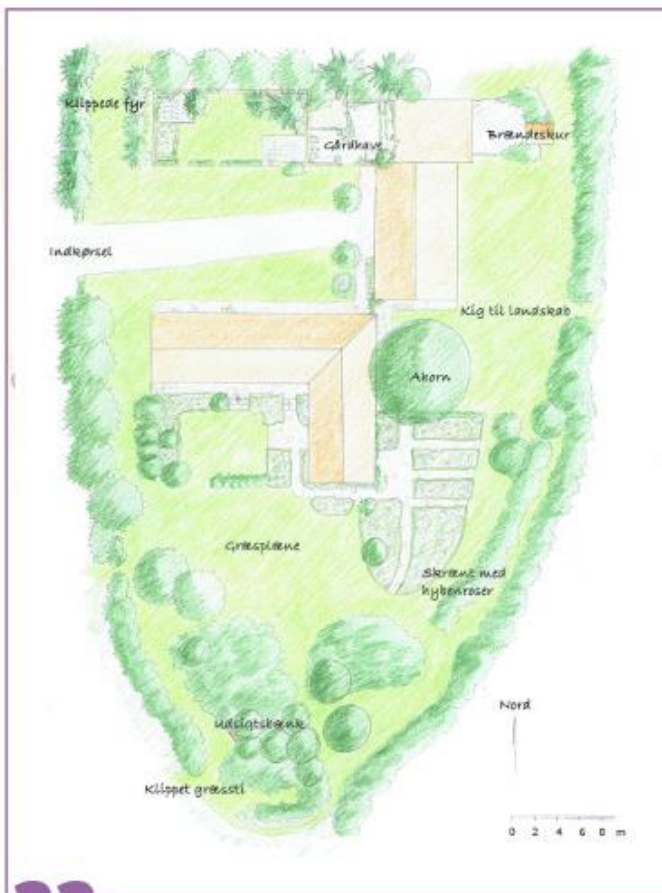 Klippede fyr
Gårdhave
Brændeskur
Indkørsel
Kig til landskab
Ahorn
Græsplæne
Skrænt med
hybenroser
Nord
Udsigtsbænk
Klippet græssti
0 2 4 6 8 m